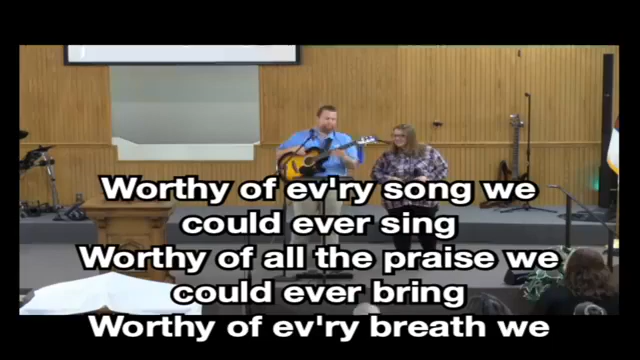 Worthy of ev'ry song we
could ever sing
Worthy of all the praise we
could ever bring
Worthy of ev'ry breath we